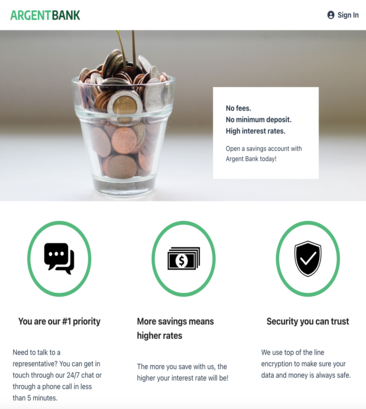 ARGENTBANK
Sign In
No fees.
No minimum deposit.
High interest rates.
Open a savings account with
Argent Bank today!
You are our #1 priority
Need to talk to a
representative? You can get in
touch through our 24/7 chat or
through a phone call in less
than 5 minutes.
More savings means
higher rates
The more you save with us, the
higher your interest rate will be!
Security you can trust
We use top of the line
encryption to make sure your
data and money is always safe.